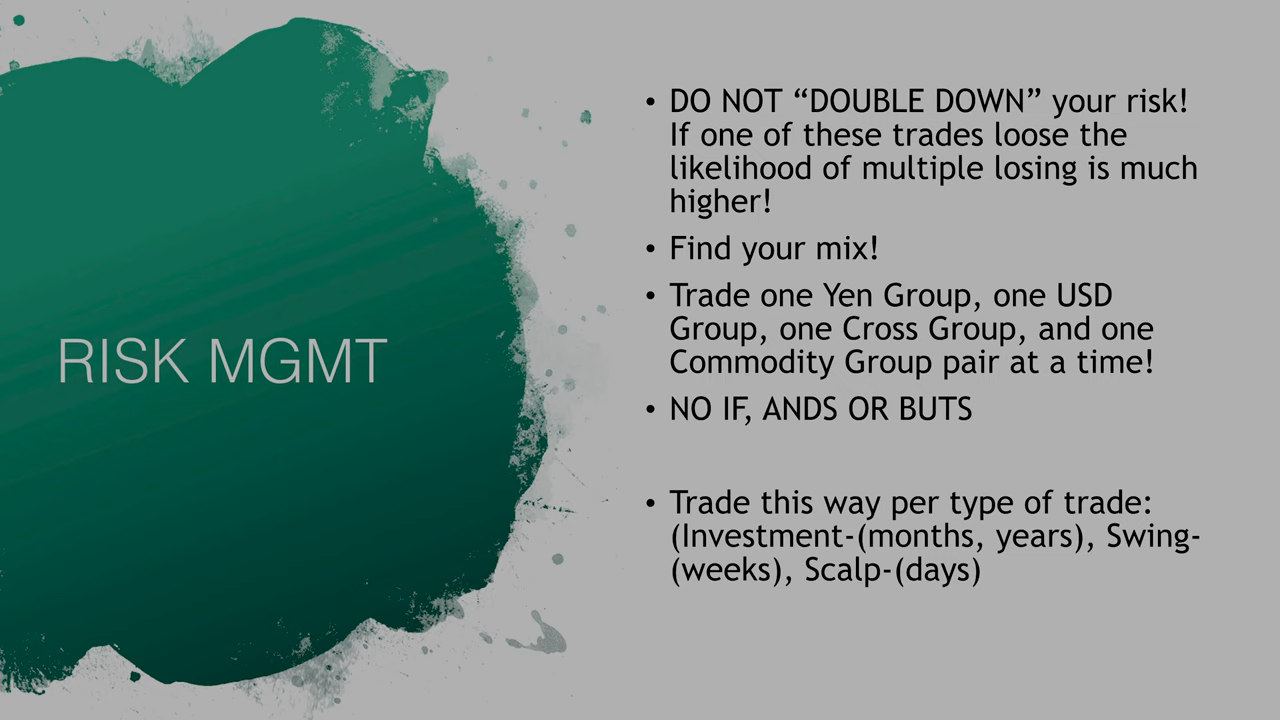 RISK MGMT
• DO NOT “DOUBLE DOWN” your risk!
If one of these trades loose the
likelihood of multiple losing is much
higher!
• Find your mix!
• Trade one Yen Group, one USD
Group, one Cross Group, and one
Commodity Group pair at a time!
• NO IF, ANDS OR BUTS
• Trade this way per type of trade:
(Investment-(months, years), Swing-
(weeks), Scalp-(days)